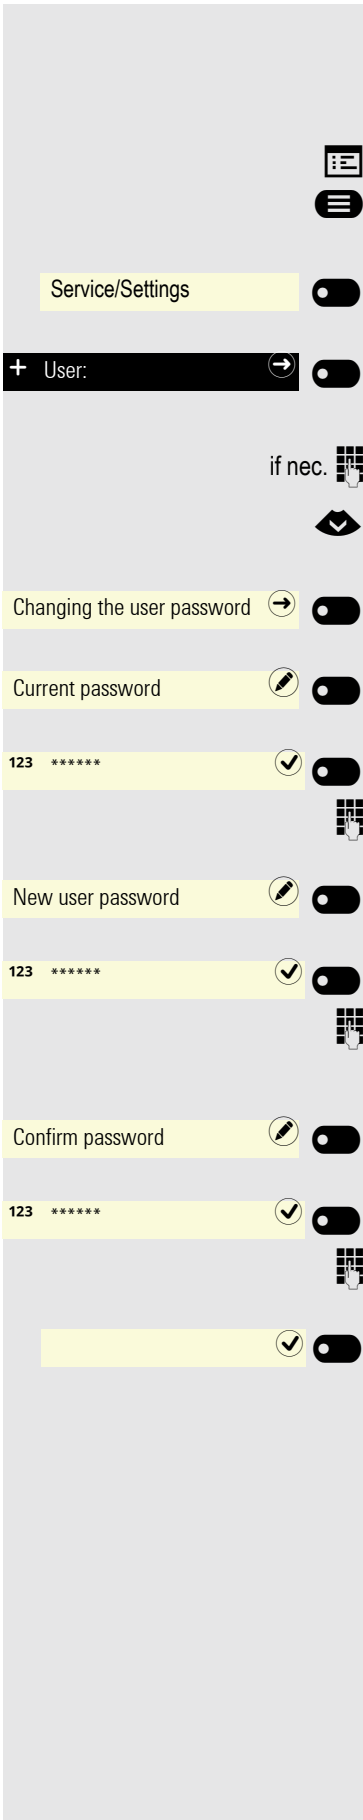 Service/Settings
+ User:
if nec.
Changing the user password
Current password
123 ******
New user password
123 ******
Confirm password
123 ******